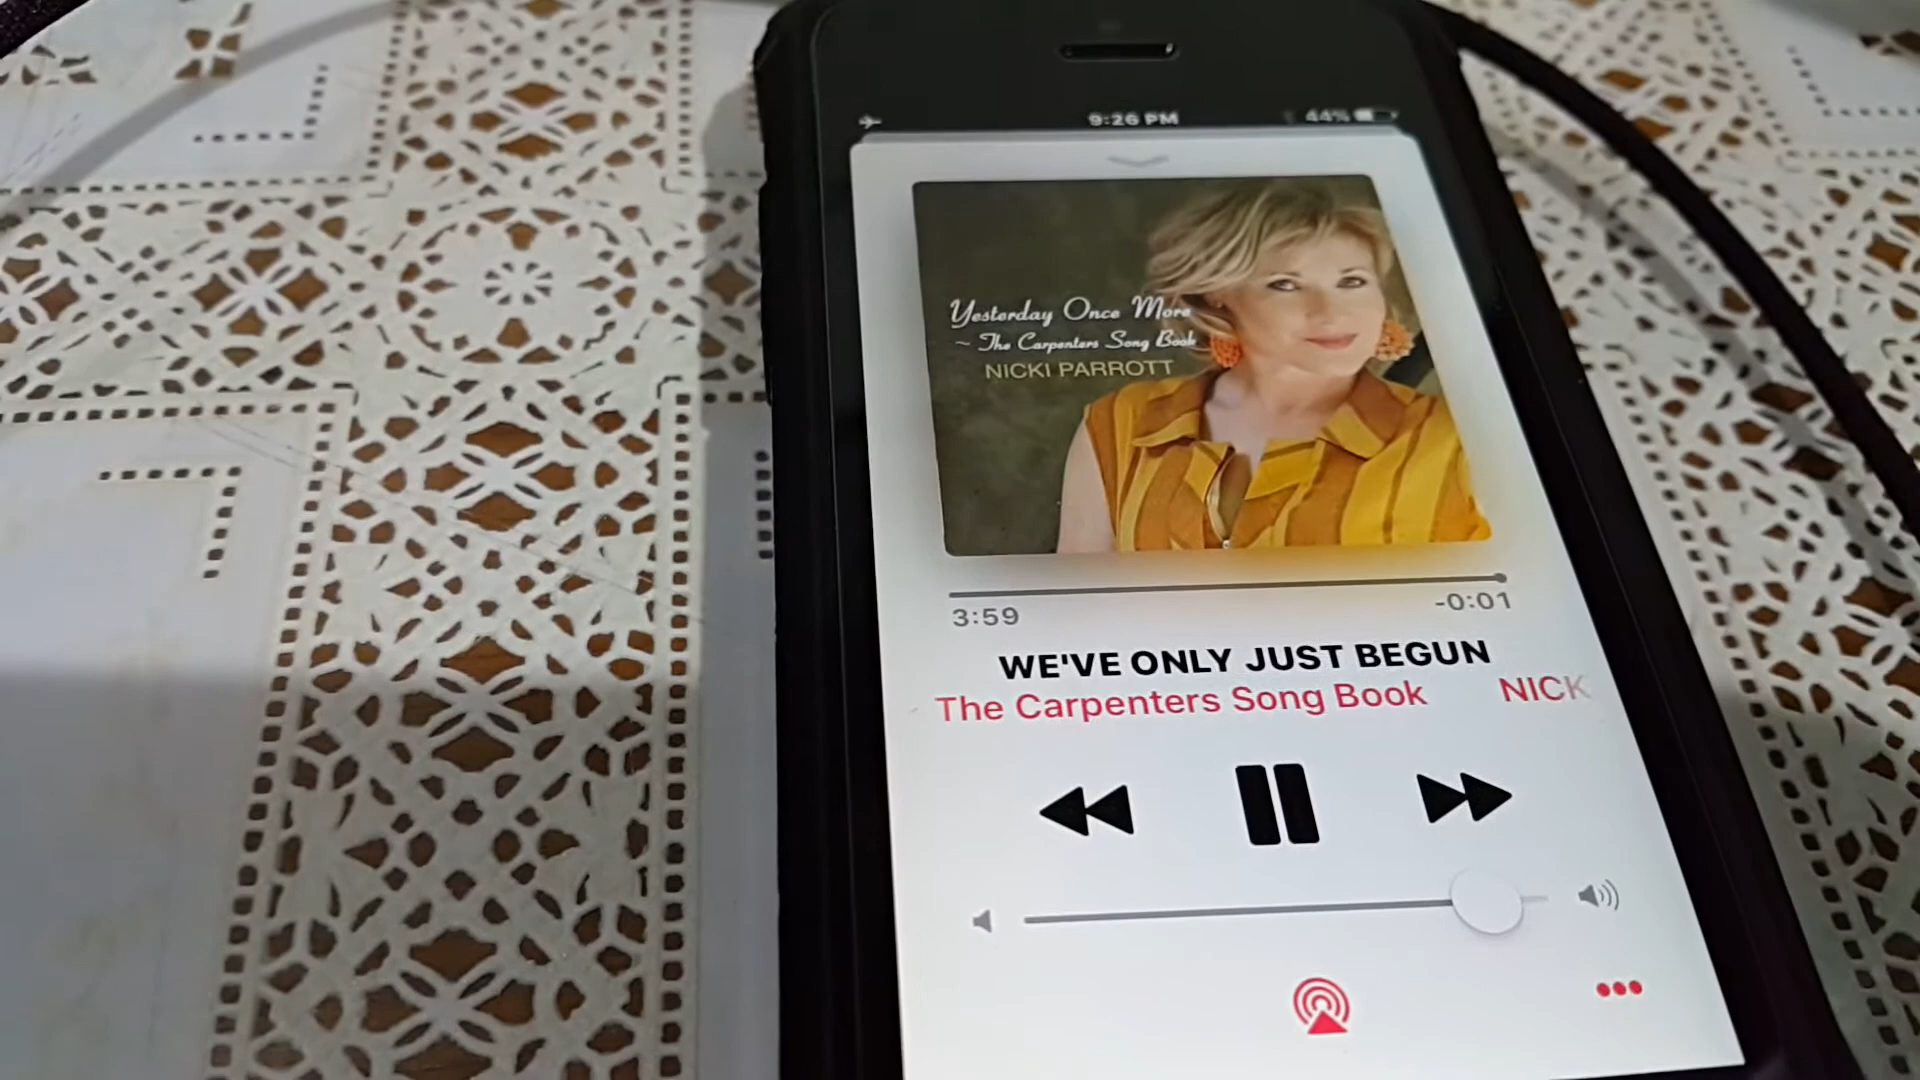 9:26 PM
44%
Yesterday Once More
~ The Carpenters Song Book
NICKI PARROTT
3:59
-0:01
WE'VE ONLY JUST BEGUN
The Carpenters Song Book NICK